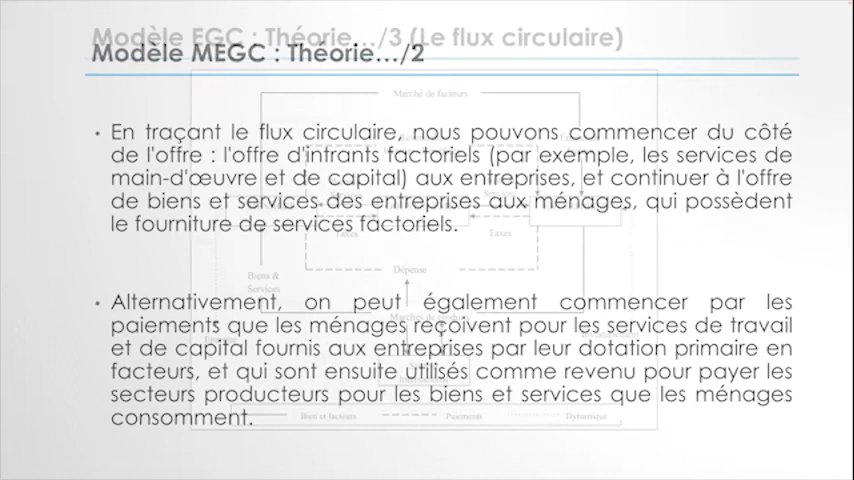 Modèle EGC : Théorie…/3 (Le flux circulaire)
Modèle MEGC : Théorie…/2
Marché de facteurs
• En traçant le flux circulaire, nous pouvons commencer du côté
de l'offre : l'offre d'intrants factoriels (par exemple, les services de
main-d'œuvre et de capital) aux entreprises, et continuer à l'offre
de biens et services des entreprises aux ménages, qui possèdent
le fourniture de services factoriels.
Taxes
Taxes
Dépense
Biens &
Services
• Alternativement, on peut également commencer par les
paiements que les ménages reçoivent pour les services de travail
et de capital fournis aux entreprises par leur dotation primaire en
facteurs, et qui sont ensuite utilisés comme revenu pour payer les
secteurs producteurs pour les biens et services que les ménages
consomment.
Bien et facteurs
Paiements
Dynamique